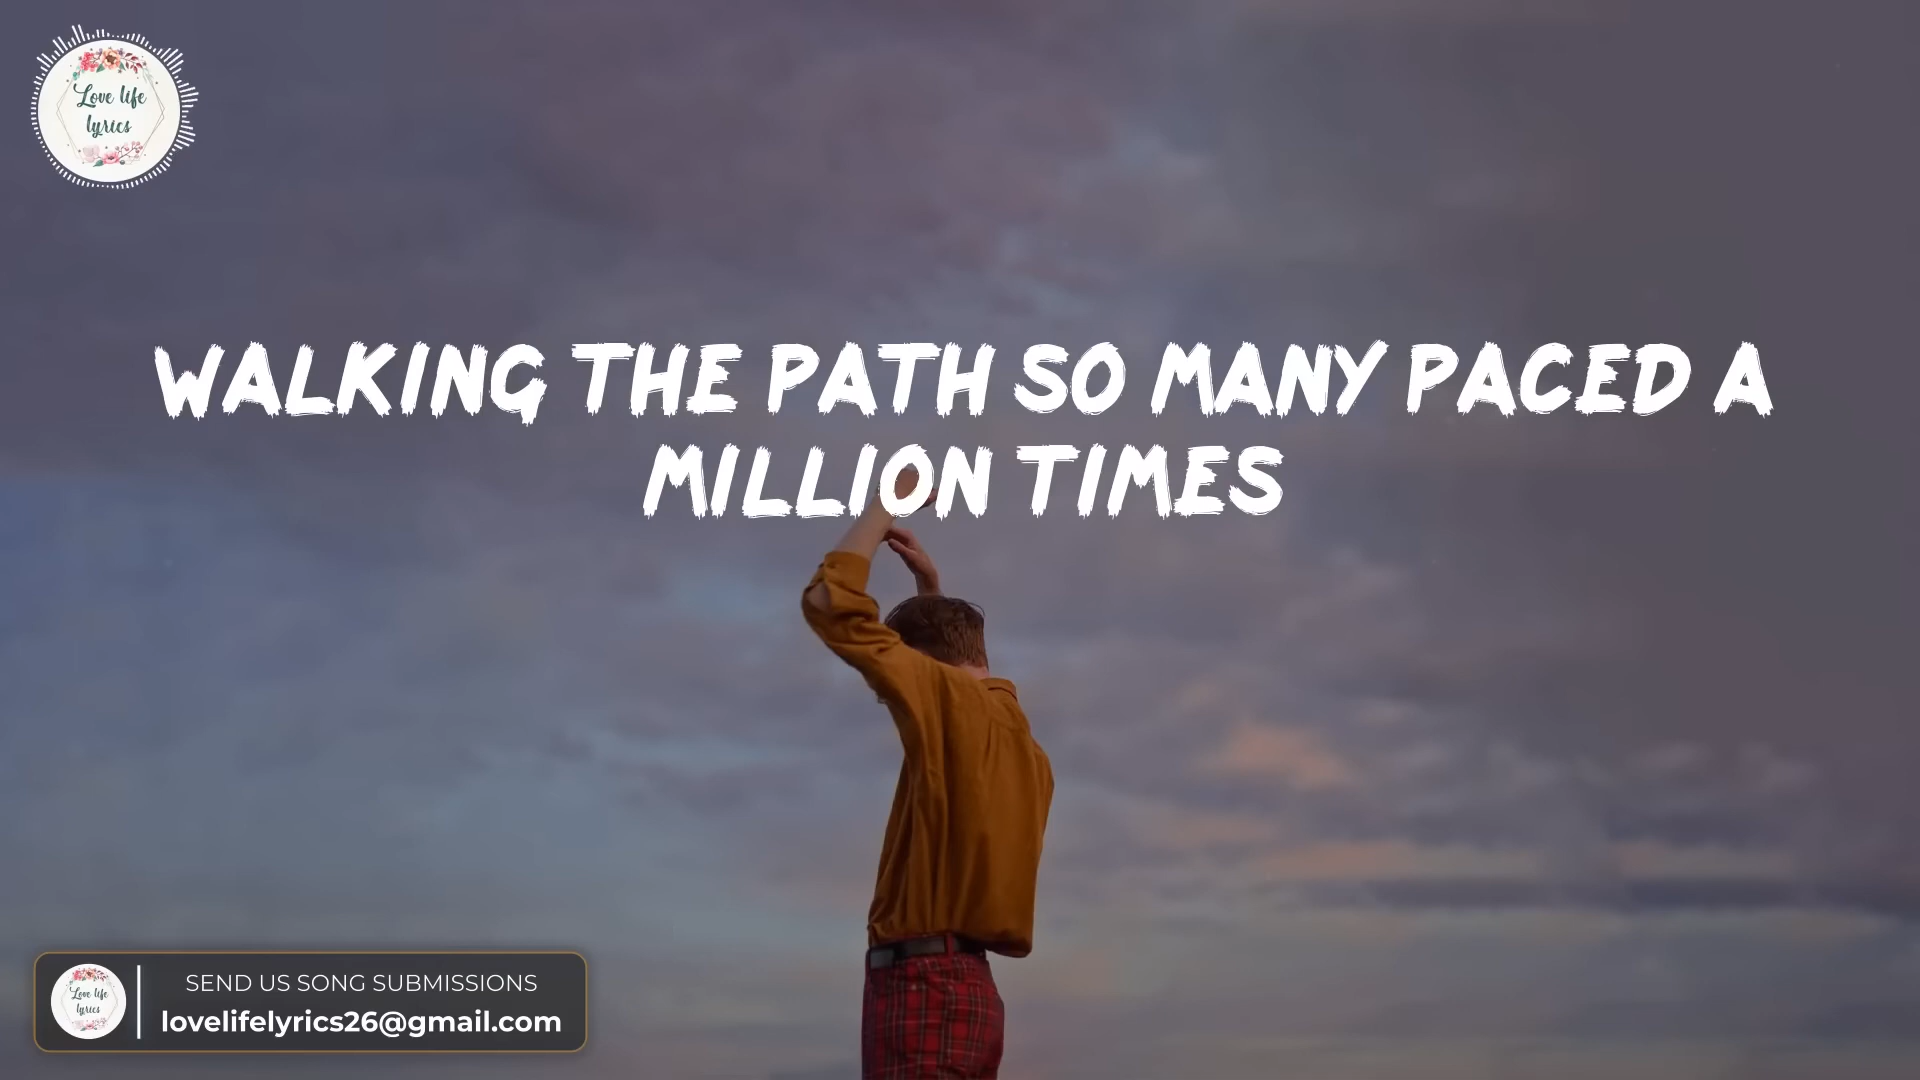 Love life
lyrics
WALKING THE PATH SO MANY PACED A
MILLION TIMES
Love life
lyrics
SEND US SONG SUBMISSIONS
lovelifelyrics26@gmail.com